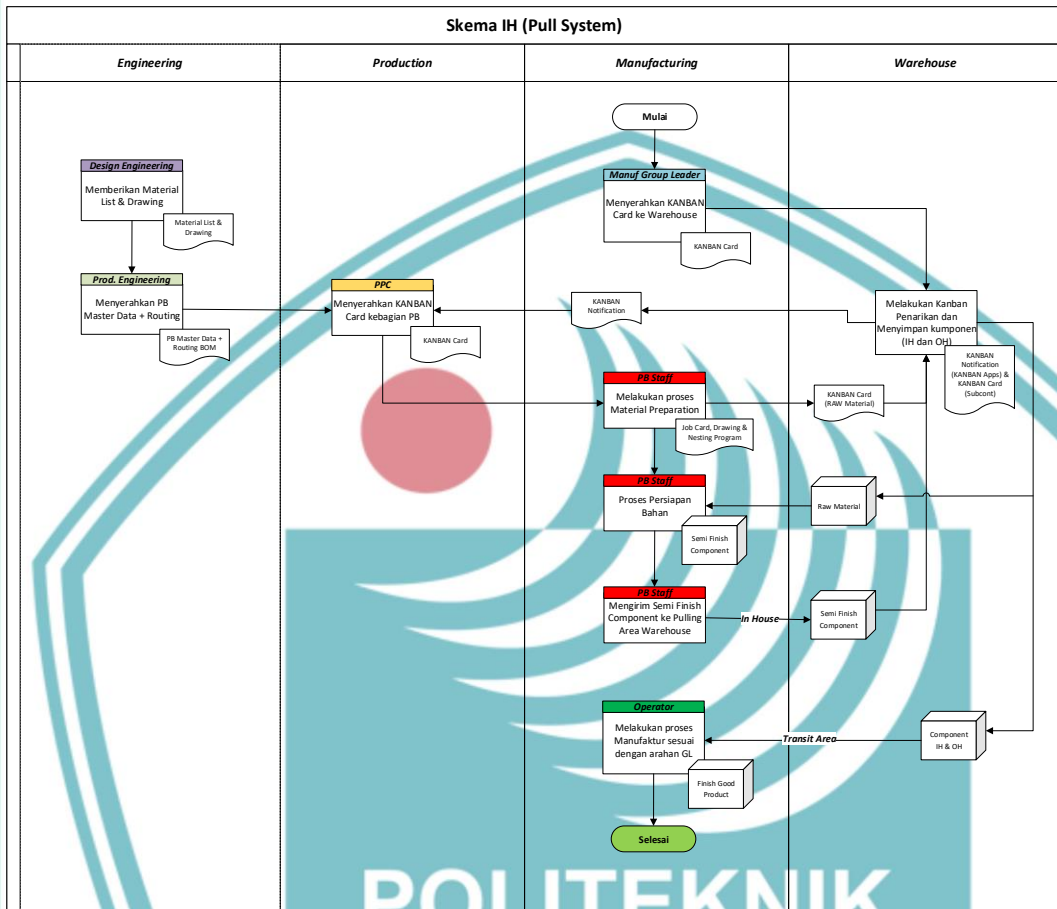 Skema IH (Pull System)
Engineering
Production
Manufacturing
Warehouse
Mulai
Design Engineering
Memberikan Material
List & Drawing
Material List &
Drawing
Manuf Group Leader
Menyerahkan KANBAN
Card ke Warehouse
KANBAN Card
Prod. Engineering
Menyerahkan PB
Master Data + Routing
PB Master Data +
Routing BOM
PPC
Menyerahkan KANBAN
Card kebagian PB
KANBAN Card
KANBAN
Notification
Melakukan Kanban
Penarikan dan
Menyimpan kumponen
(IH dan OH)
KANBAN
Notification
(KANBAN Apps) &
KANBAN Card
(Subcont)
PB Staff
Melakukan proses
Material Preparation
Job Card, Drawing &
Nesting Program
KANBAN Card
(RAW Material)
PB Staff
Proses Persiapan
Bahan
Semi Finish
Component
Raw Material
PB Staff
Mengirim Semi Finish
Component ke Pulling
Area Warehouse
In House
Semi Finish
Component
Operator
Melakukan proses
Manufaktur sesuai
dengan arahan GL
Finish Good
Product
Transit Area
Component
IH & OH
Selesai
POLITEKNIK